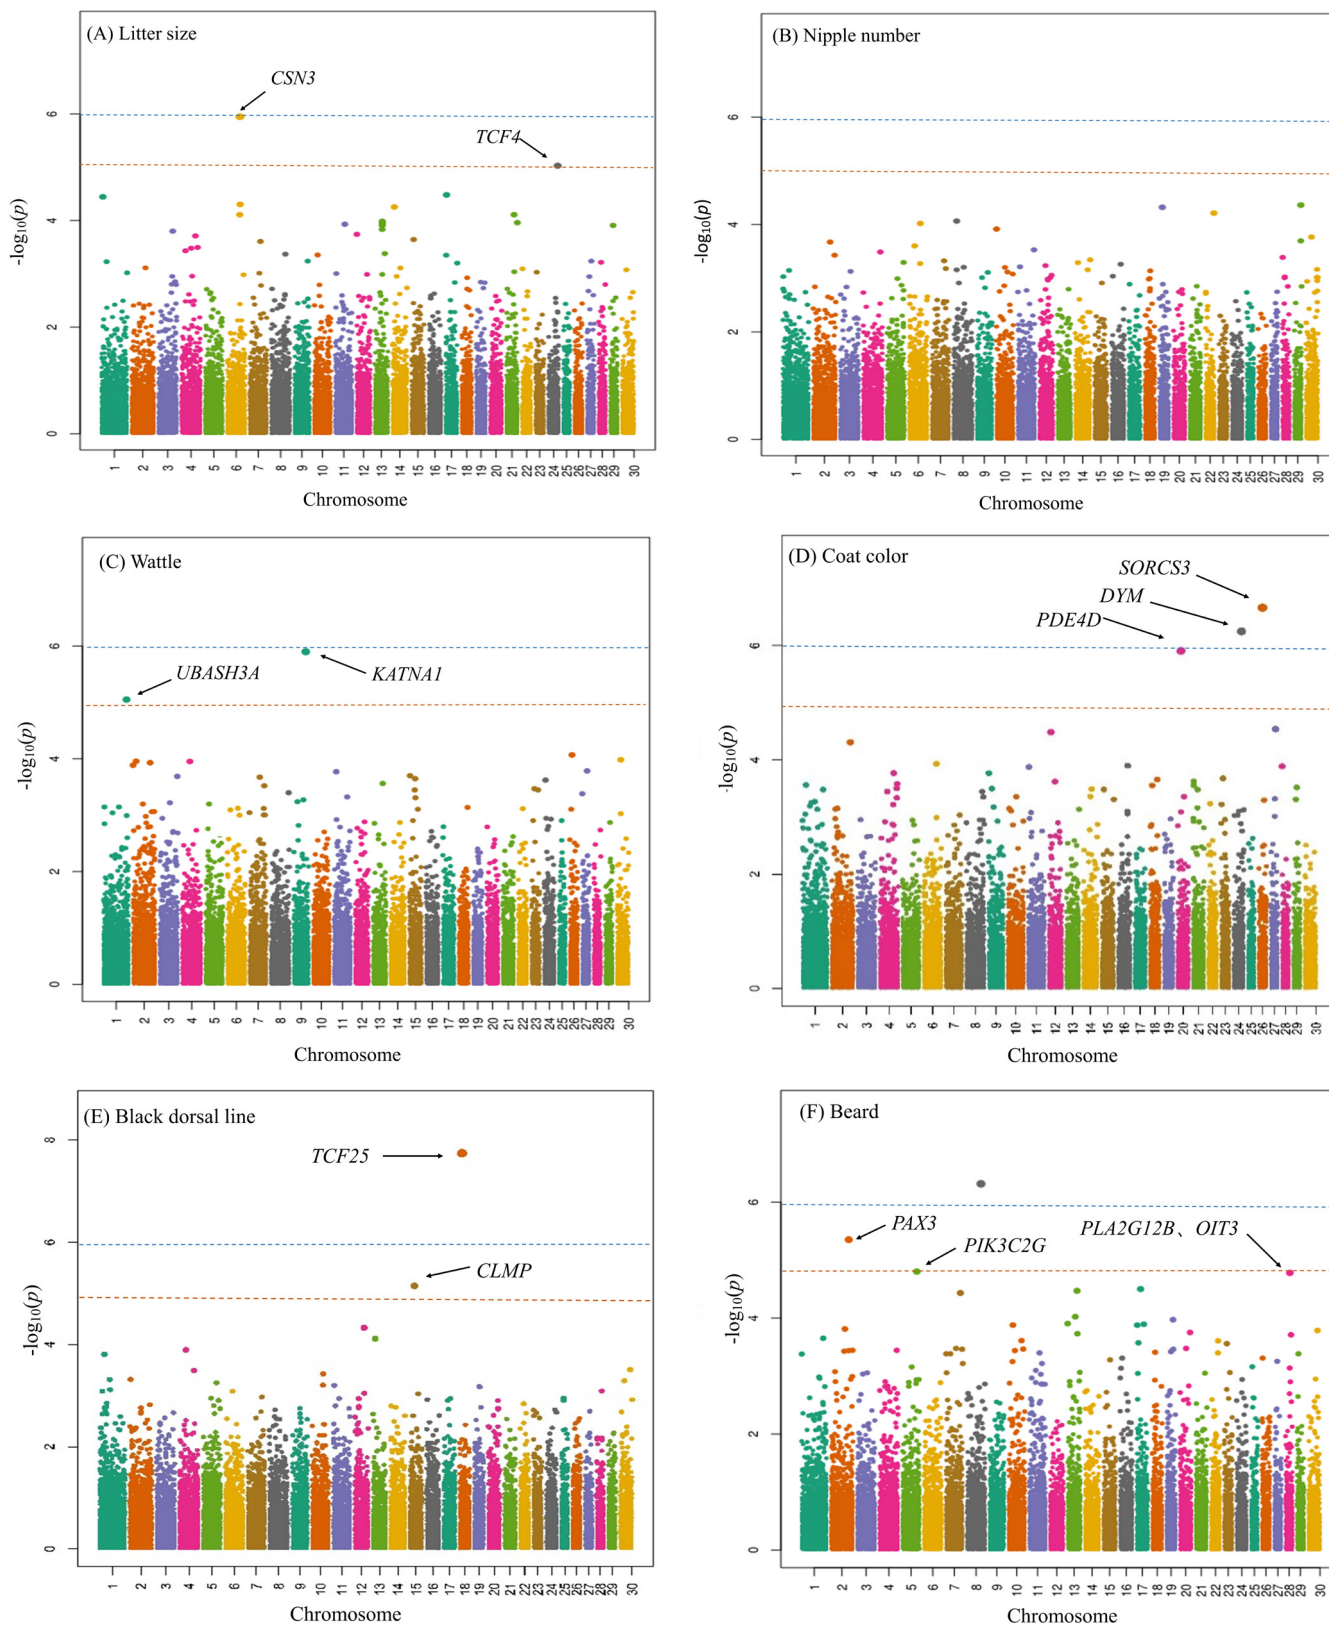 (A) Litter size
CSN3
TCF4
6
4
2
0
-log10(p)
1 2 3 4 5 6 7 8 9 10 11 12 13 14 15 16 17 18 19 20 21 22 23 24 25 26 27 28 29 30
Chromosome
(B) Nipple number
6
4
2
0
-log10(p)
1 2 3 4 5 6 7 8 9 10 11 12 13 14 15 16 17 18 19 20 21 22 23 24 25 26 27 28 29 30
Chromosome
(C) Wattle
UBASH3A
KATNA1
6
4
2
0
-log10(p)
1 2 3 4 5 6 7 8 9 10 11 12 13 14 15 16 17 18 19 20 21 22 23 24 25 26 27 28 29 30
Chromosome
(D) Coat color
SORCS3
DYM
PDE4D
6
4
2
0
-log10(p)
1 2 3 4 5 6 7 8 9 10 11 12 13 14 15 16 17 18 19 20 21 22 23 24 25 26 27 28 29 30
Chromosome
(E) Black dorsal line
TCF25
CLMP
8
6
4
2
0
-log10(p)
1 2 3 4 5 6 7 8 9 10 11 12 13 14 15 16 17 18 19 20 21 22 23 24 25 26 27 28 29 30
Chromosome
(F) Beard
PAX3
PIK3C2G
PLA2G12B、OIT3
6
4
2
0
-log10(p)
1 2 3 4 5 6 7 8 9 10 11 12 13 14 15 16 17 18 19 20 21 22 23 24 25 26 27 28 29 30
Chromosome